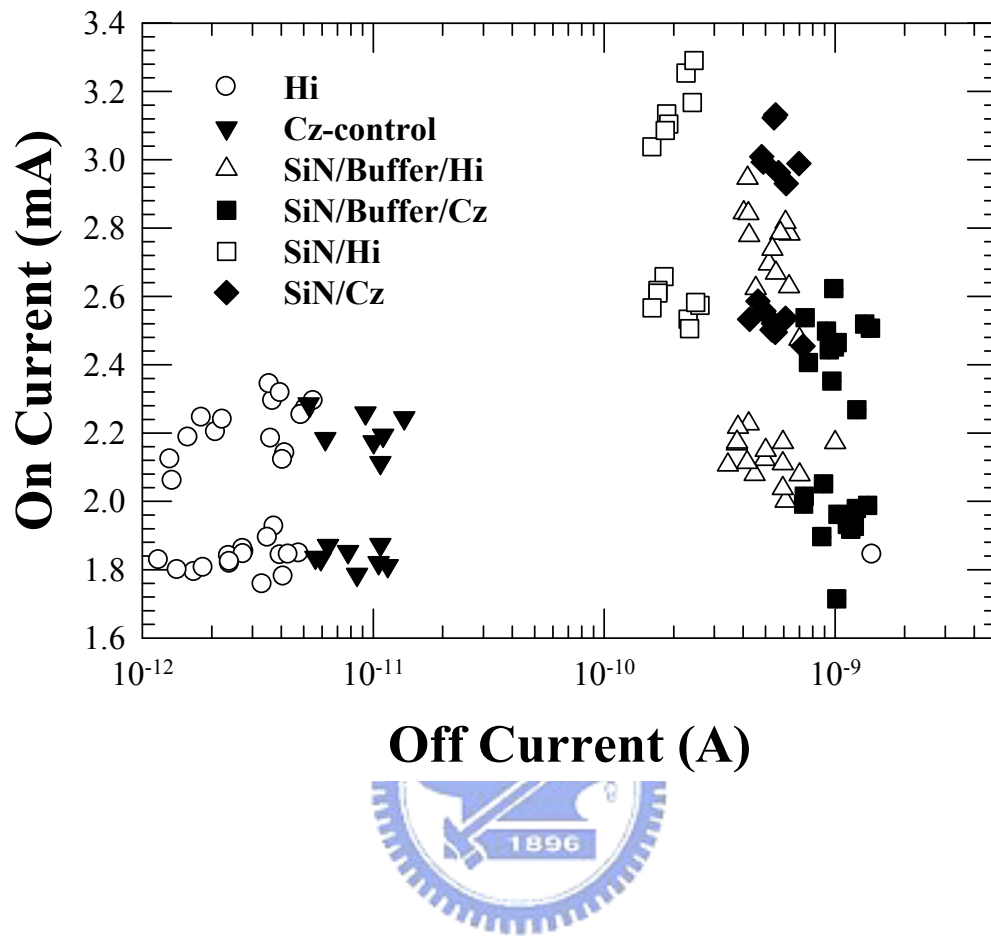 3.4
3.2
3.0
2.8
2.6
2.4
2.2
2.0
1.8
1.6
On Current (mA)
Hi
Cz-control
SiN/Buffer/Hi
SiN/Buffer/Cz
SiN/Hi
SiN/Cz
10⁻¹² 10⁻¹¹ 10⁻¹⁰ 10⁻⁹
Off Current (A)
1896